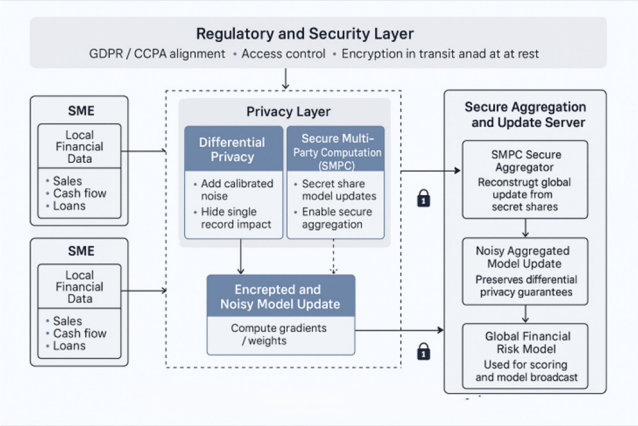 Regulatory and Security Layer
GDPR / CCPA alignment • Access control • Encryption in transit anad at at rest
SME
Local
Financial
Data
• Sales
• Cash flow
• Loans
SME
Local
Financial
Data
• Sales
• Cash flow
• Loans
Privacy Layer
Differential
Privacy
• Add calibrated
noise
• Hide single
record impact
Secure Multi-
Party Computation
(SMPC)
• Secret share
model updates
• Enable secure
aggregation
Encrepted and
Noisy Model Update
Compute gradients
/ weights
1
1
Secure Aggregation
and Update Server
SMPC Secure
Aggregator
Reconstrugt global
update from
secret shares
Noisy Aggregated
Model Update
Preserves differential
privacy guarantees
Global Financial
Risk Model
Used for scoring
and model broadcast